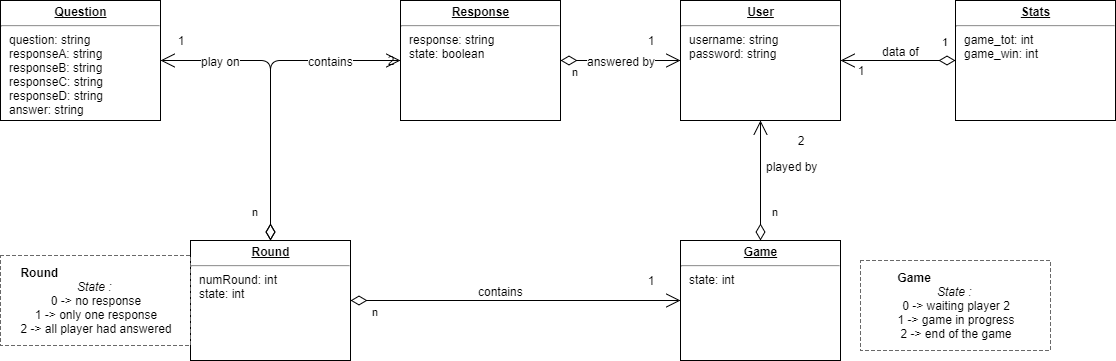 Question
question: string
responseA: string
responseB: string
responseC: string
responseD: string
answer: string
1
play on
contains
2
Response
response: string
state: boolean
n
answered by
1
User
username: string
password: string
1
data of
1
Stats
game_tot: int
game_win: int
2
played by
n
n
Round
numRound: int
state: int
n
contains
1
Game
state: int
Round
State :
0 -> no response
1 -> only one response
2 -> all player had answered
Game
State :
0 -> waiting player 2
1 -> game in progress
2 -> end of the game